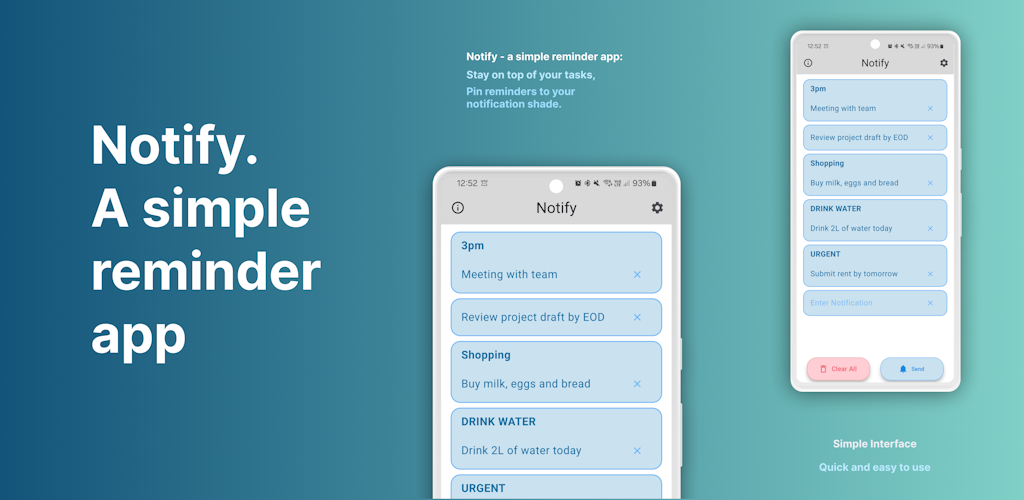 Notify.
A simple
reminder
app
Notify - a simple reminder app:
Stay on top of your tasks,
Pin reminders to your
notification shade.
12:52
93%
Notify
3pm
Meeting with team
Review project draft by EOD
Shopping
Buy milk, eggs and bread
DRINK WATER
Drink 2L of water today
URGENT
12:52
93%
Notify
3pm
Meeting with team
Review project draft by EOD
Shopping
Buy milk, eggs and bread
DRINK WATER
Drink 2L of water today
URGENT
Submit rent by tomorrow
Enter Notification
Clear All
Send
Simple Interface
Quick and easy to use